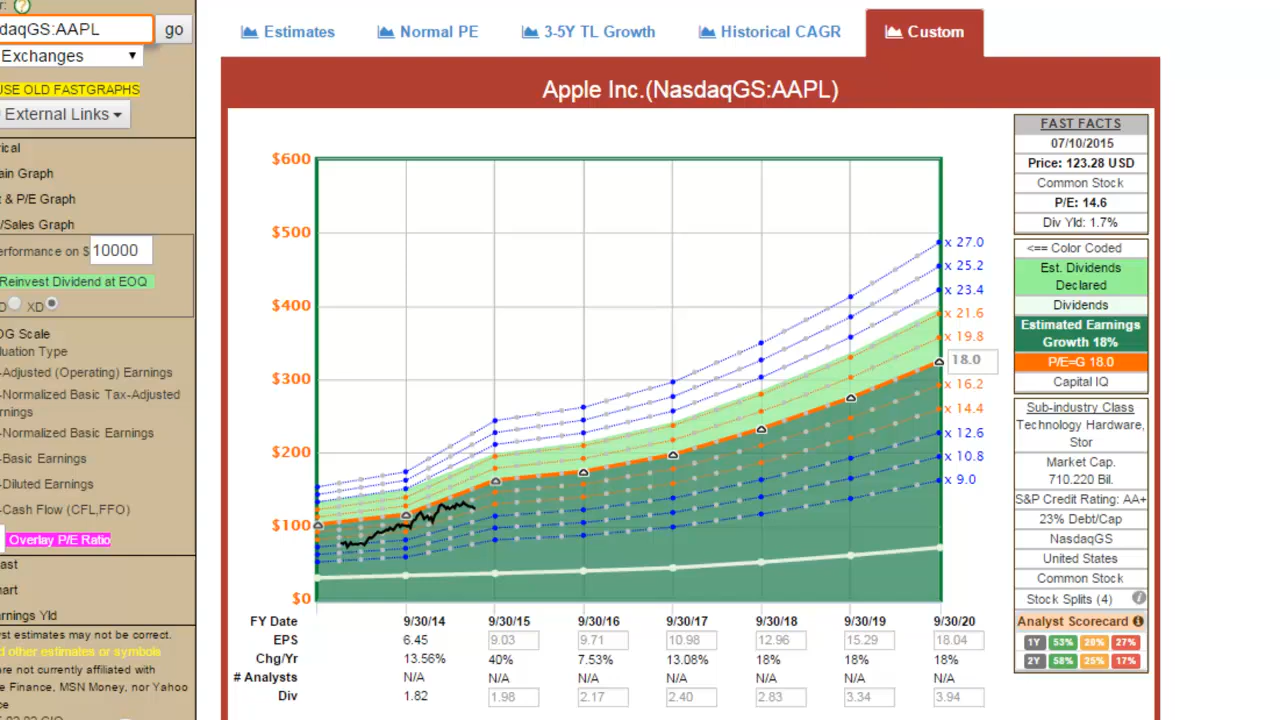 r: ?
daqGS:AAPL go
Exchanges
USE OLD FASTGRAPHS
External Links
ical
ain Graph
& P/E Graph
/Sales Graph
erformance on $ 10000
Reinvest Dividend at EOQ
D XD
OG Scale
luation Type
-Adjusted (Operating) Earnings
-Normalized Basic Tax-Adjusted
rnings
-Normalized Basic Earnings
-Basic Earnings
-Diluted Earnings
-Cash Flow (CFL,FFO)
Overlay P/E Ratio
ast
nart
rnings Yld
st estimates may not be correct.
d other estimates or symbols
are not currently affiliated with
e Finance, MSN Money, nor Yahoo
ce
Estimates Normal PE 3-5Y TL Growth Historical CAGR Custom
Apple Inc.(NasdaqGS:AAPL)
$600
$500
$400
$300
$200
$100
$0
x 27.0
x 25.2
x 23.4
x 21.6
x 19.8
18.0
x 16.2
x 14.4
x 12.6
x 10.8
x 9.0
FY Date 9/30/14 9/30/15 9/30/16 9/30/17 9/30/18 9/30/19 9/30/20
EPS 6.45 9.03 9.71 10.98 12.96 15.29 18.04
Chg/Yr 13.56% 40% 7.53% 13.08% 18% 18% 18%
# Analysts N/A N/A N/A N/A N/A N/A N/A
Div 1.82 1.98 2.17 2.40 2.83 3.34 3.94
FAST FACTS
07/10/2015
Price: 123.28 USD
Common Stock
P/E: 14.6
Div Yld: 1.7%
<== Color Coded
Est. Dividends
Declared
Dividends
Estimated Earnings
Growth 18%
P/E=G 18.0
Capital IQ
Sub-industry Class
Technology Hardware,
Stor
Market Cap.
710.220 Bil.
S&P Credit Rating: AA+
23% Debt/Cap
NasdaqGS
United States
Common Stock
Stock Splits (4) i
Analyst Scorecard
1Y 53% 20% 27%
2Y 58% 25% 17%